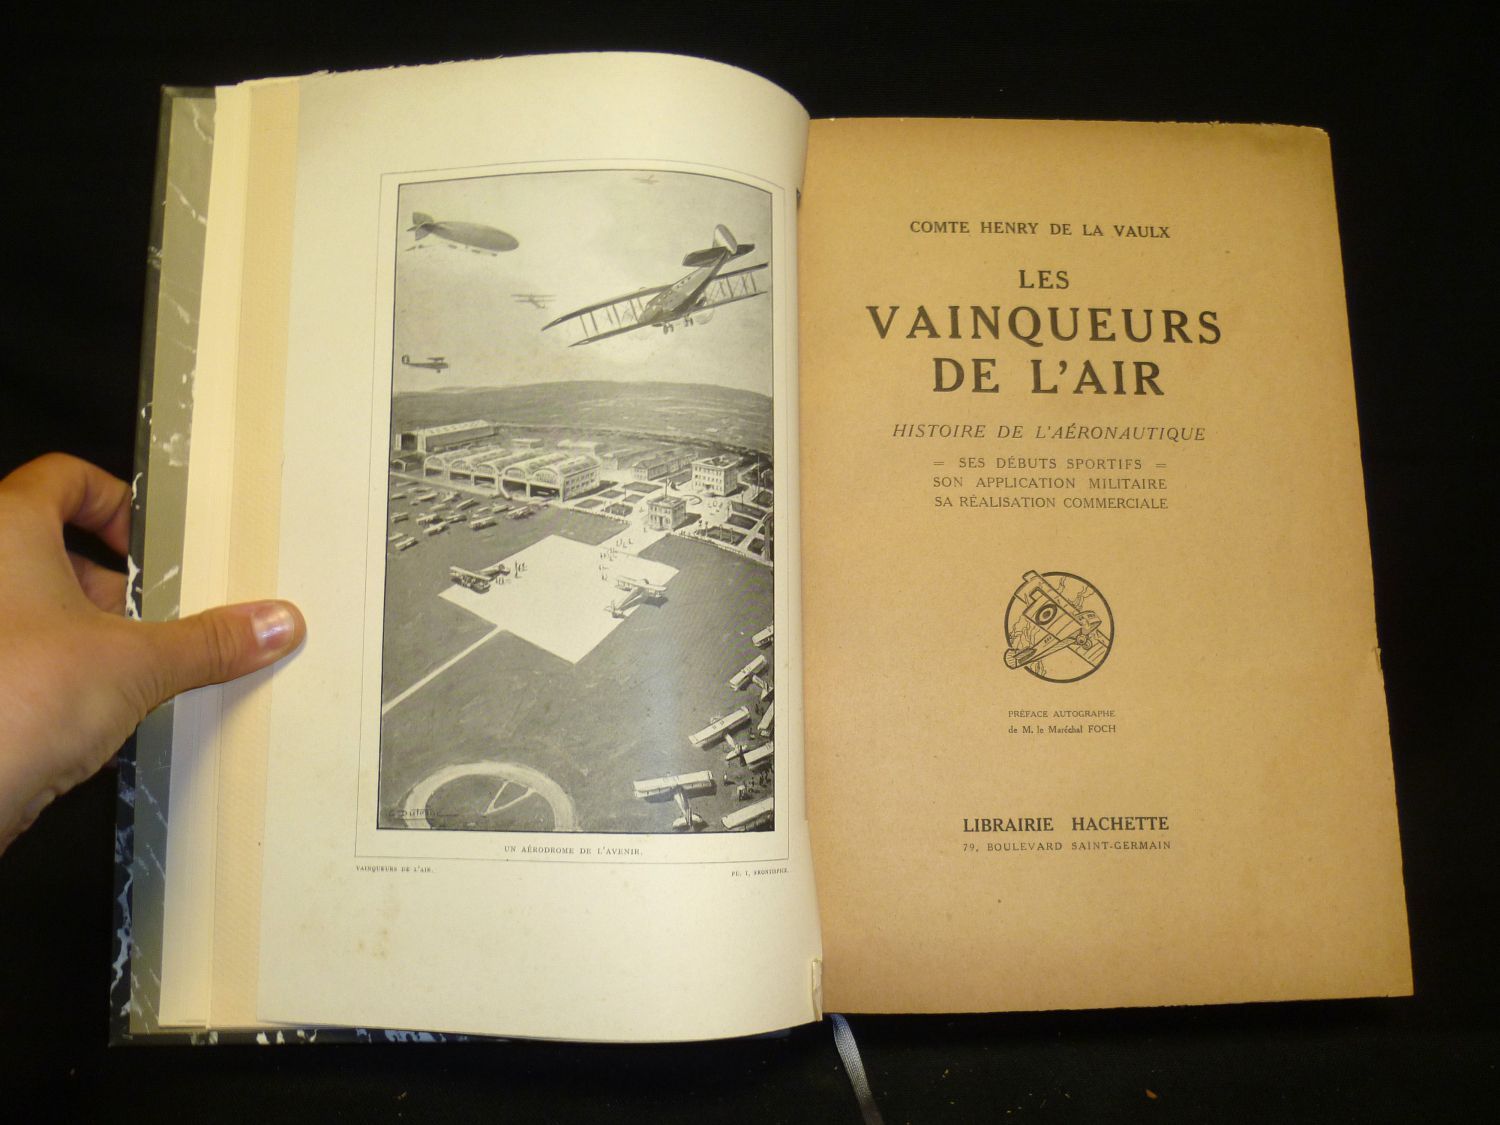 UN AÉRODROME DE L'AVENIR.
VAINQUEURS DE L'AIR.
PL. I, FRONTISPICE.
COMTE HENRY DE LA VAULX
LES
VAINQUEURS
DE L'AIR
HISTOIRE DE L'AÉRONAUTIQUE
= SES DÉBUTS SPORTIFS =
SON APPLICATION MILITAIRE
SA RÉALISATION COMMERCIALE
PRÉFACE AUTOGRAPHE
de M. le Maréchal FOCH
LIBRAIRIE HACHETTE
79, BOULEVARD SAINT-GERMAIN